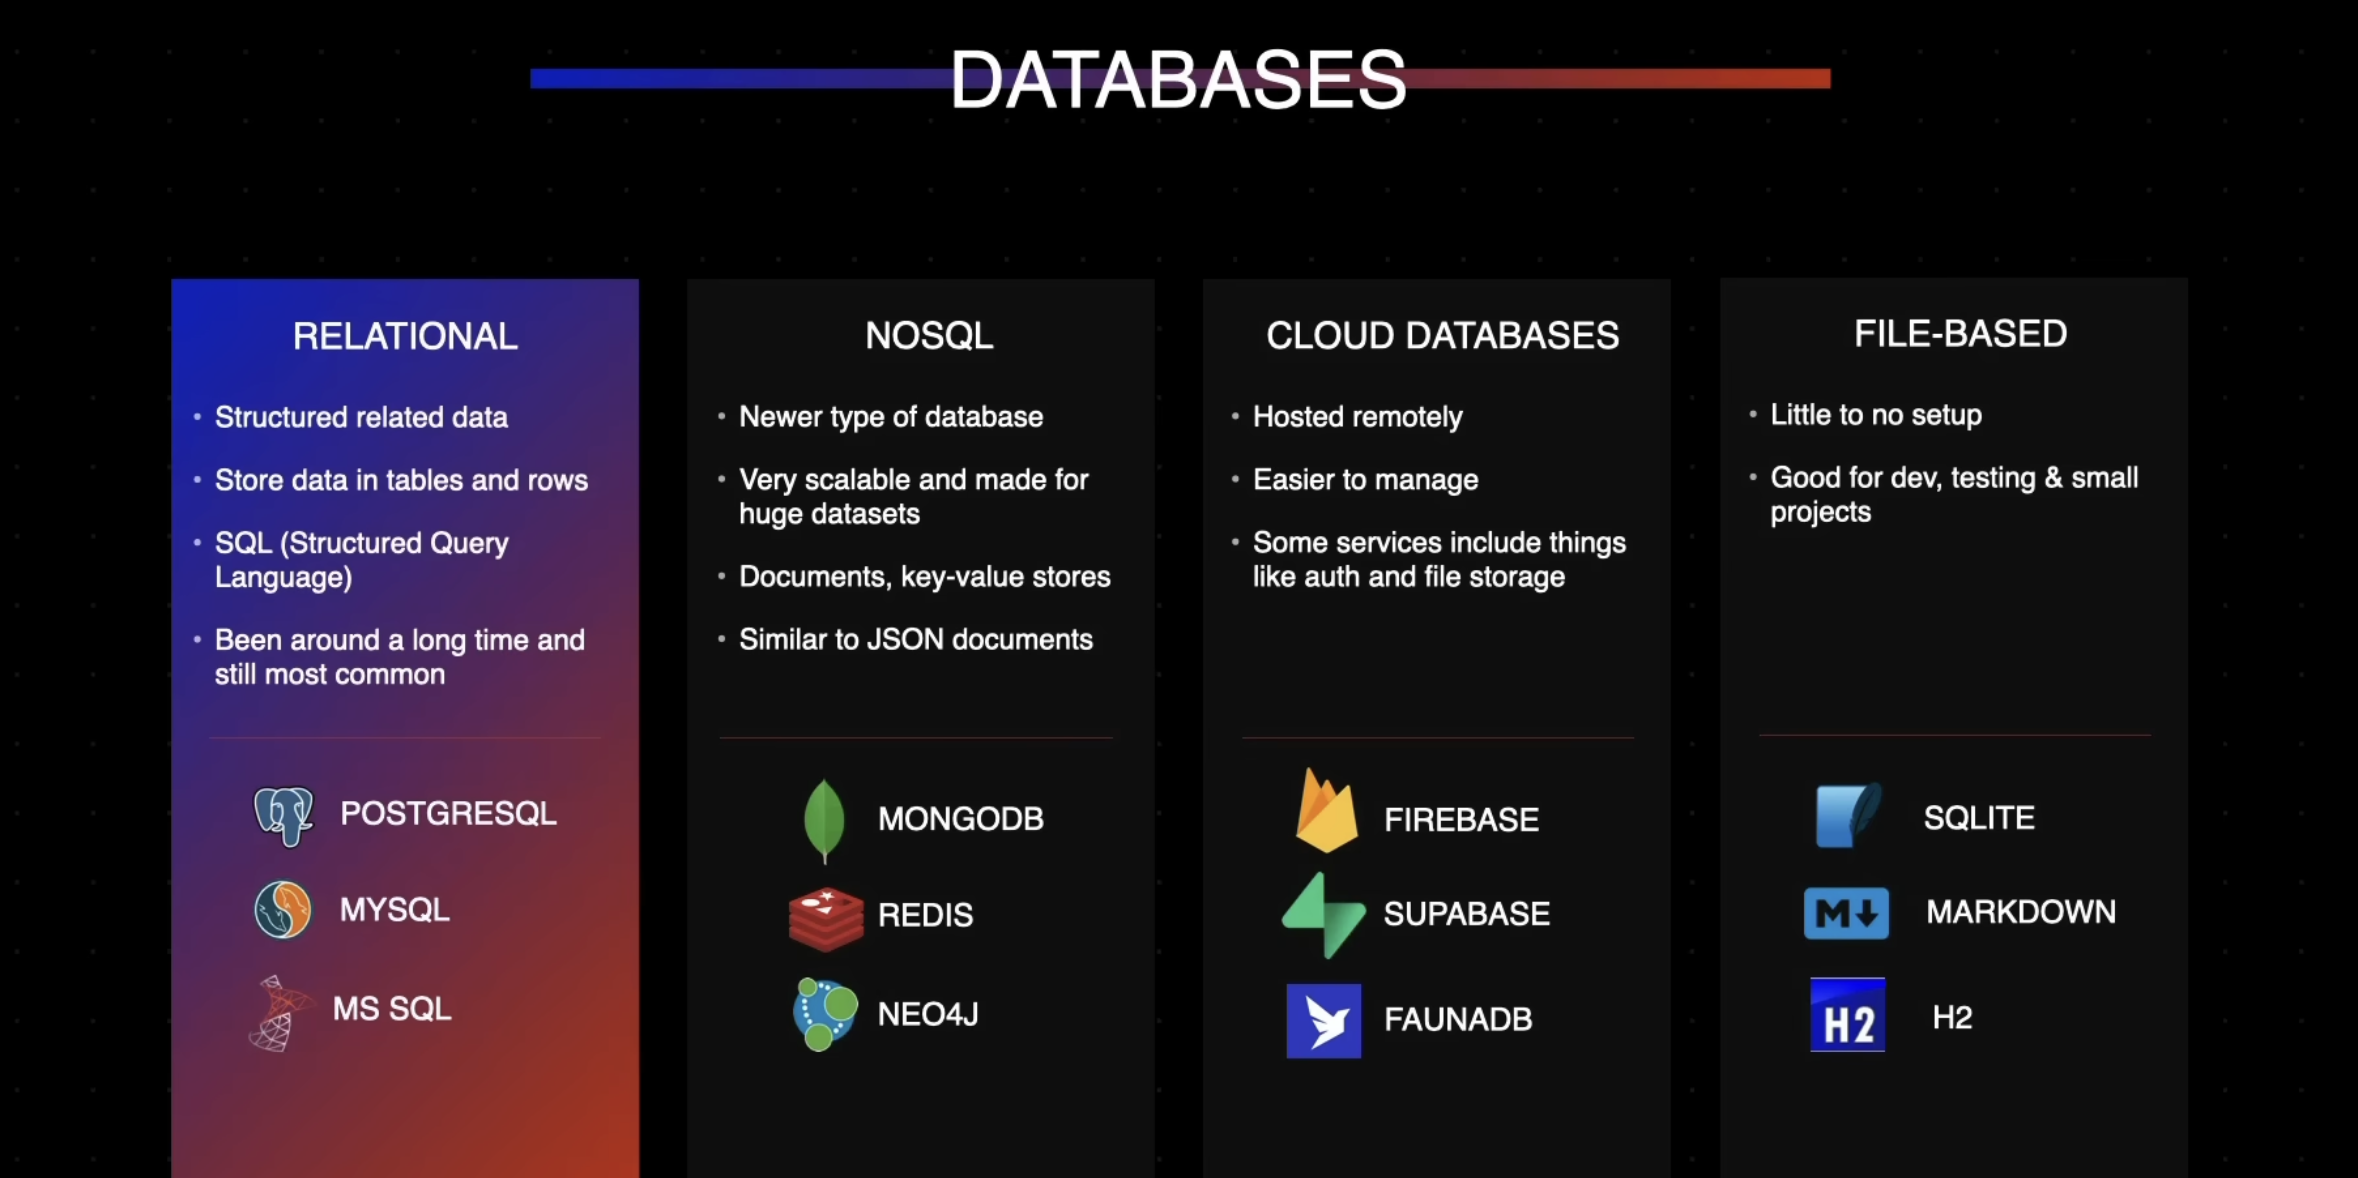 DATABASES
RELATIONAL
• Structured related data
• Store data in tables and rows
• SQL (Structured Query
Language)
• Been around a long time and
still most common
POSTGRESQL
MYSQL
MS SQL
NOSQL
• Newer type of database
• Very scalable and made for
huge datasets
• Documents, key-value stores
• Similar to JSON documents
MONGODB
REDIS
NEO4J
CLOUD DATABASES
• Hosted remotely
• Easier to manage
• Some services include things
like auth and file storage
FIREBASE
SUPABASE
FAUNADB
FILE-BASED
• Little to no setup
• Good for dev, testing & small
projects
SQLITE
M MARKDOWN
H2 H2